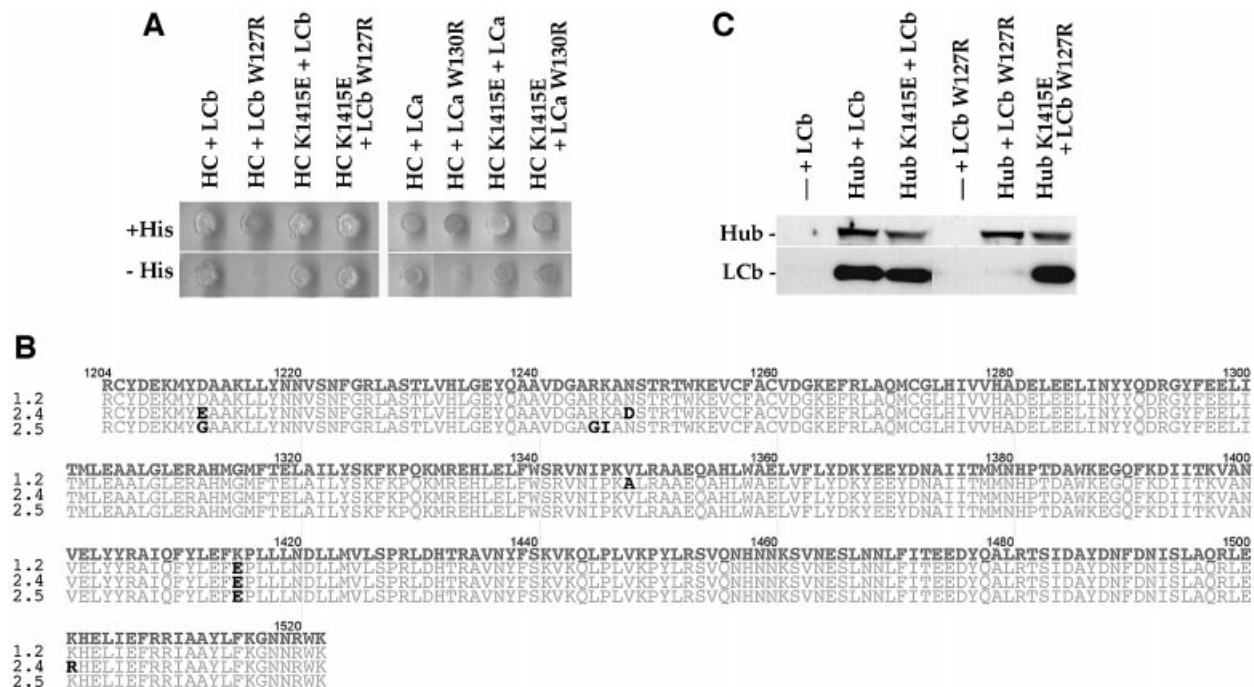 A
HC + LCb
HC + LCb W127R
HC K1415E + LCb
HC K1415E
+ LCb W127R
HC + LCa
HC + LCa W130R
HC K1415E + LCa
HC K1415E
+ LCa W130R
+His
- His
C
— + LCb
Hub + LCb
Hub K1415E + LCb
— + LCb W127R
Hub + LCb W127R
Hub K1415E
+ LCb W127R
Hub -
LCb -
B
1204 1220 1240 1260 1280 1300
RCYDEKMYDAAKLLYNNVSNFGRLASTLVHLGEYQAAVDGARKANSTRTWKEVCFACVDGKEFRLAQMCGLHIVVHADELEELINYYQDRGYFEELI
1.2 RCYDEKMYDAAKLLYNNVSNFGRLASTLVHLGEYQAAVDGARKANSTRTWKEVCFACVDGKEFRLAQMCGLHIVVHADELEELINYYQDRGYFEELI
2.4 RCYDEKMYEAAKLLYNNVSNFGRLASTLVHLGEYQAAVDGARKADSTRTWKEVCFACVDGKEFRLAQMCGLHIVVHADELEELINYYQDRGYFEELI
2.5 RCYDEKMYGAAKLLYNNVSNFGRLASTLVHLGEYQAAVDGAGIANSTRTWKEVCFACVDGKEFRLAQMCGLHIVVHADELEELINYYQDRGYFEELI
1320 1340 1360 1380 1400
TMLEAALGLERAHMGMFTELAILYSKFKPQKMREHLELFWSRVNIPKVLRAAEQAHLWAELVFLYDKYEEYDNAIITMMNHPTDAWKEGQFKDIITKVAN
1.2 TMLEAALGLERAHMGMFTELAILYSKFKPQKMREHLELFWSRVNIPKALRAAEQAHLWAELVFLYDKYEEYDNAIITMMNHPTDAWKEGQFKDIITKVAN
2.4 TMLEAALGLERAHMGMFTELAILYSKFKPQKMREHLELFWSRVNIPKVLRAAEQAHLWAELVFLYDKYEEYDNAIITMMNHPTDAWKEGQFKDIITKVAN
2.5 TMLEAALGLERAHMGMFTELAILYSKFKPQKMREHLELFWSRVNIPKVLRAAEQAHLWAELVFLYDKYEEYDNAIITMMNHPTDAWKEGQFKDIITKVAN
1420 1440 1460 1480 1500
VELYYRAIQFYLEFKPLLLNDLLMVLSPRLDHTRAVNYFSKVKQLPLVKPYLRSVQNHNNKSVNESLNNLFITEEDYQALRTSIDAYDNFDNISLAQRLE
1.2 VELYYRAIQFYLEFEPLLLNDLLMVLSPRLDHTRAVNYFSKVKQLPLVKPYLRSVQNHNNKSVNESLNNLFITEEDYQALRTSIDAYDNFDNISLAQRLE
2.4 VELYYRAIQFYLEFEPLLLNDLLMVLSPRLDHTRAVNYFSKVKQLPLVKPYLRSVQNHNNKSVNESLNNLFITEEDYQALRTSIDAYDNFDNISLAQRLE
2.5 VELYYRAIQFYLEFEPLLLNDLLMVLSPRLDHTRAVNYFSKVKQLPLVKPYLRSVQNHNNKSVNESLNNLFITEEDYQALRTSIDAYDNFDNISLAQRLE
1520
KHELIEFRRIAAYLFKGNNRWK
1.2 KHELIEFRRIAAYLFKGNNRWK
2.4 RHELIEFRRIAAYLFKGNNRWK
2.5 KHELIEFRRIAAYLFKGNNRWK